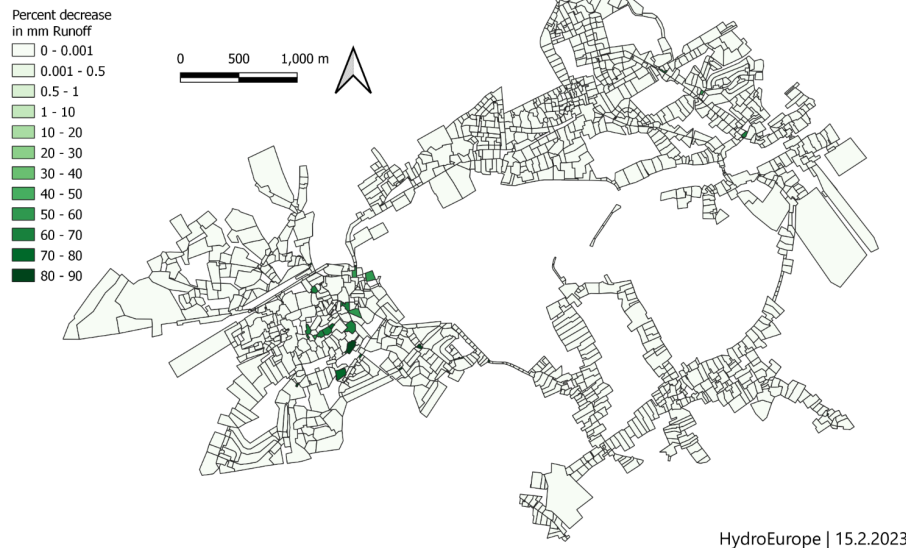 Percent decrease
in mm Runoff
0 - 0.001
0.001 - 0.5
0.5 - 1
1 - 10
10 - 20
20 - 30
30 - 40
40 - 50
50 - 60
60 - 70
70 - 80
80 - 90
0 500 1,000 m
HydroEurope | 15.2.2023